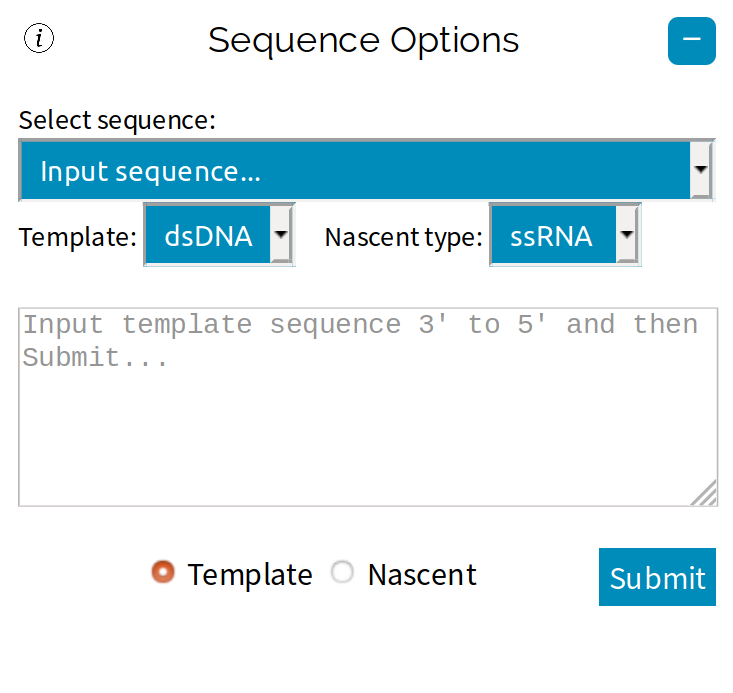 i Sequence Options −
Select sequence:
Input sequence...
Template: dsDNA Nascent type: ssRNA
Input template sequence 3' to 5' and then
Submit...
Template Nascent Submit